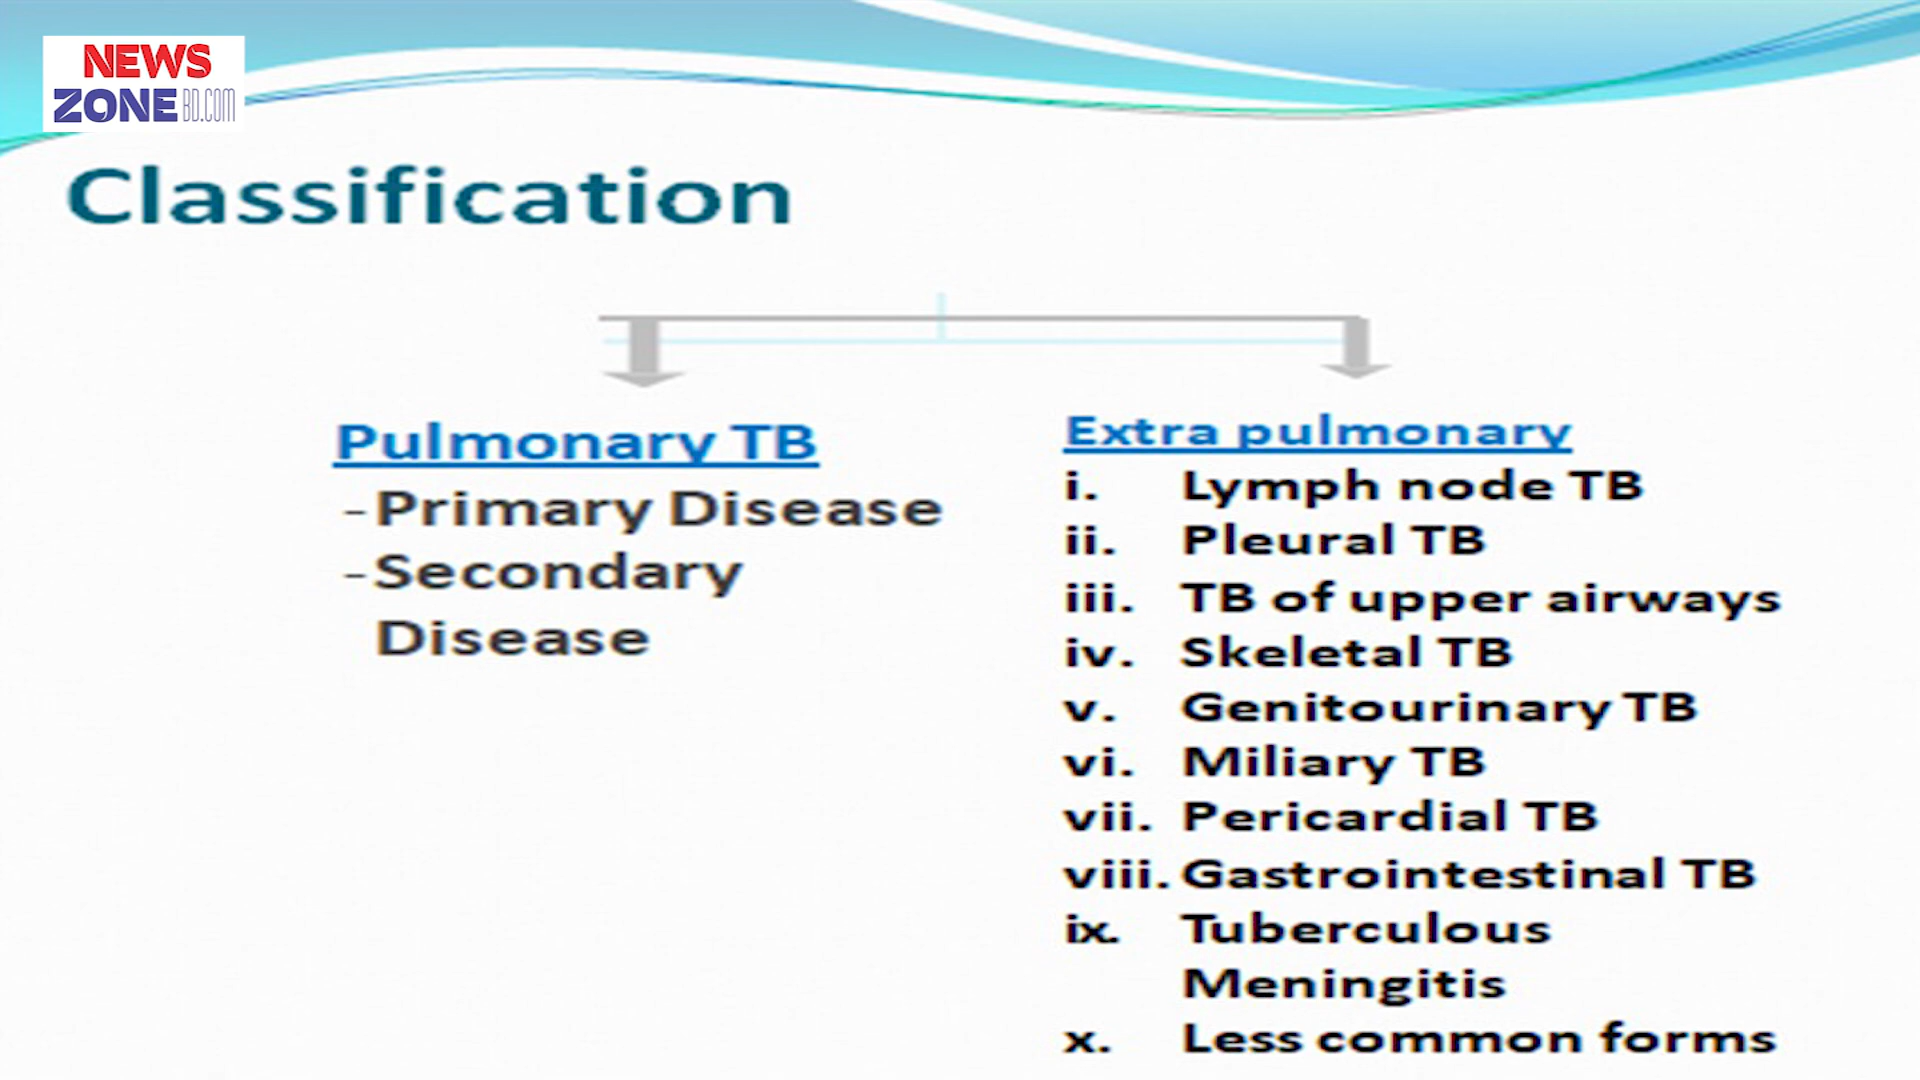 NEWS
ZONE BD.COM
Classification
Pulmonary TB
-Primary Disease
-Secondary
Disease
Extra pulmonary
i. Lymph node TB
ii. Pleural TB
iii. TB of upper airways
iv. Skeletal TB
v. Genitourinary TB
vi. Miliary TB
vii. Pericardial TB
viii. Gastrointestinal TB
ix. Tuberculous
Meningitis
x. Less common forms